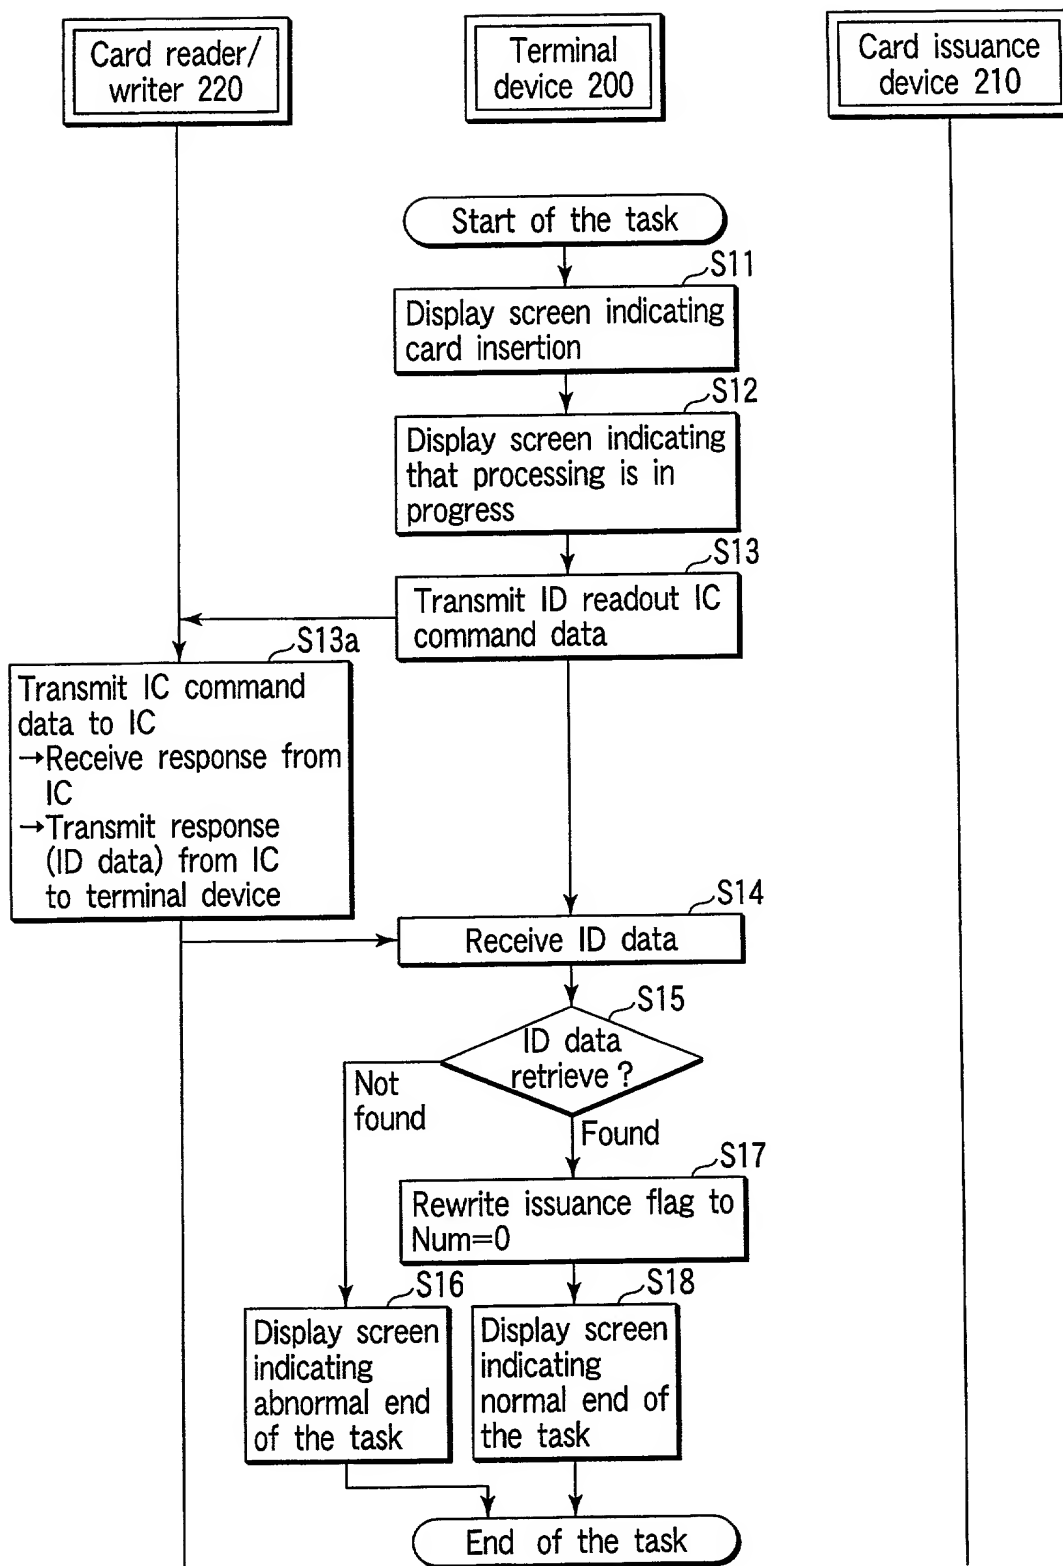 Card reader/
writer 220
Terminal
device 200
Card issuance
device 210
Start of the task
S11
Display screen indicating
card insertion
S12
Display screen indicating
that processing is in
progress
S13
Transmit ID readout IC
command data
S13a
Transmit IC command
data to IC
→Receive response from
IC
→Transmit response
(ID data) from IC
to terminal device
S14
Receive ID data
S15
ID data
retrieve?
Not
found
Found
S17
Rewrite issuance flag to
Num=0
S16
Display screen
indicating
abnormal end
of the task
S18
Display screen
indicating
normal end of
the task
End of the task